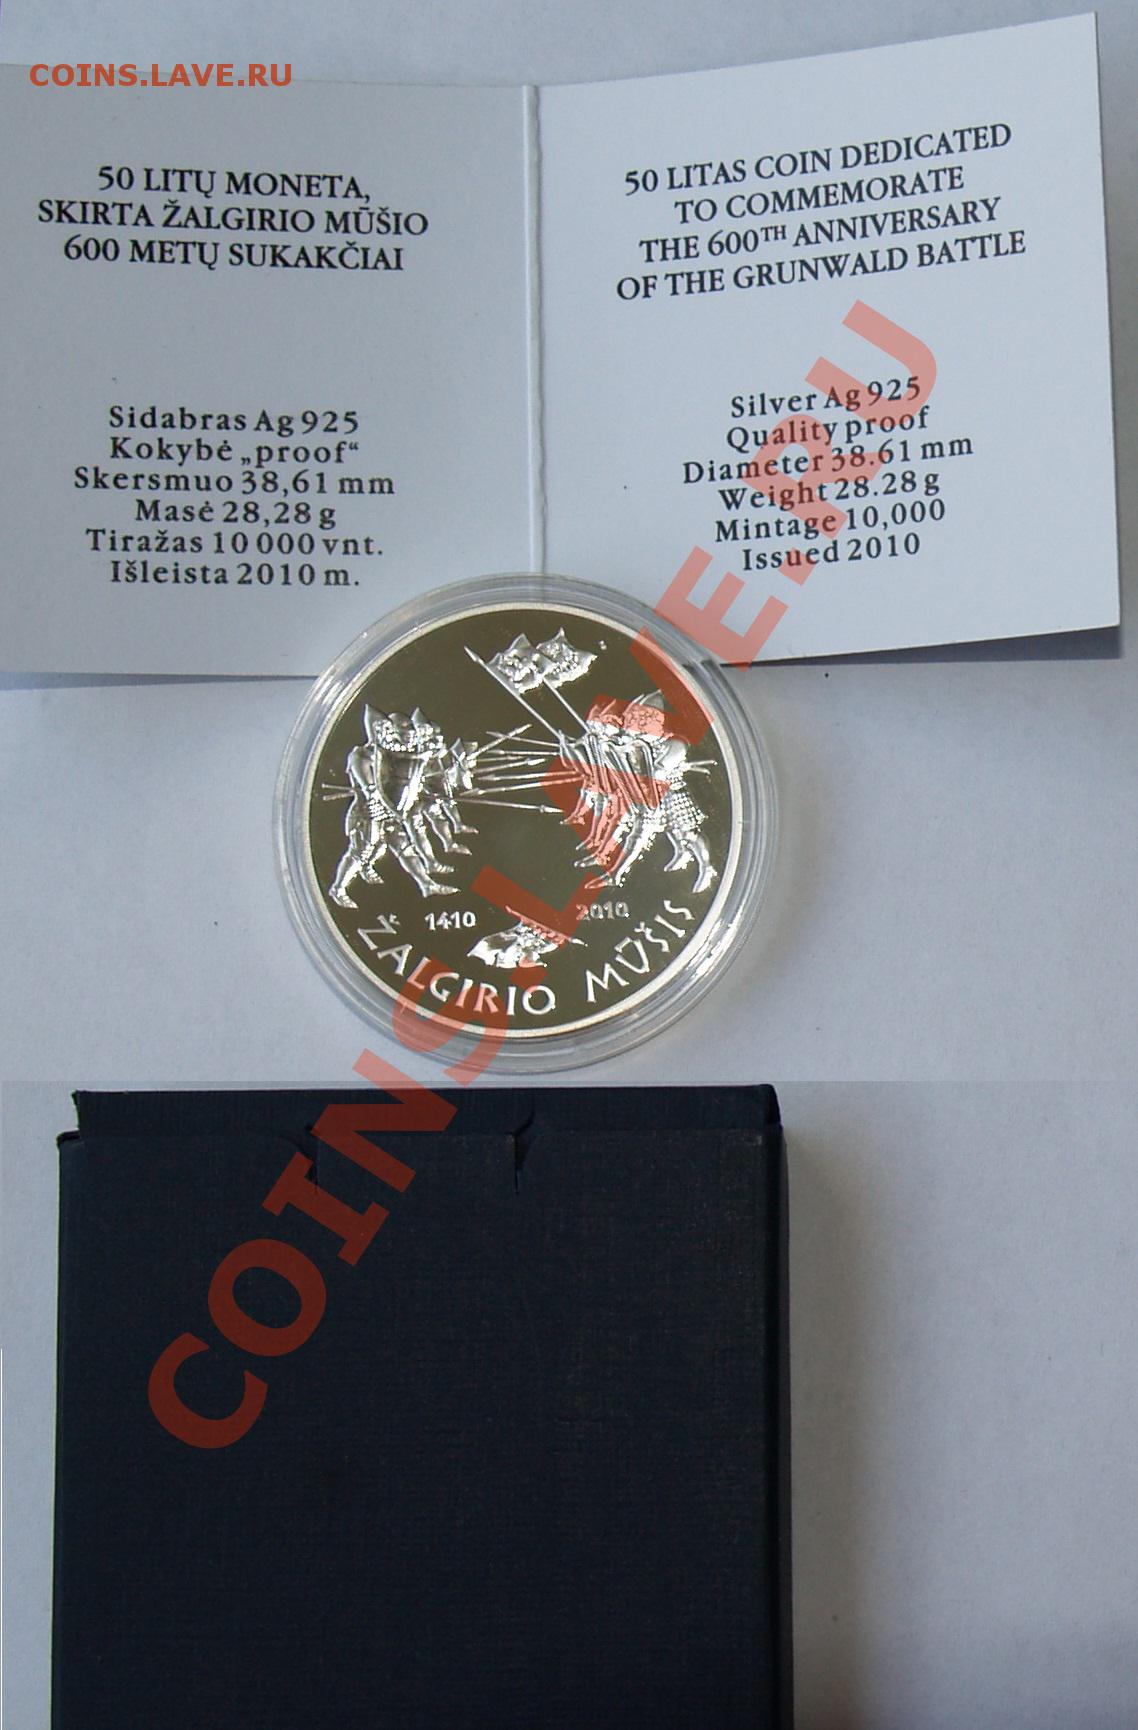 COINS.LAVE.RU
50 LITŲ MONETA,
SKIRTA ŽALGIRIO MŪŠIO
600 METŲ SUKAKČIAI
Sidabras Ag 925
Kokybė „proof“
Skersmuo 38,61 mm
Masė 28,28 g
Tiražas 10 000 vnt.
Išleista 2010 m.
50 LITAS COIN DEDICATED
TO COMMEMORATE
THE 600TH ANNIVERSARY
OF THE GRUNWALD BATTLE
Silver Ag 925
Quality proof
Diameter 38.61 mm
Weight 28.28 g
Mintage 10,000
Issued 2010
1410 2010
ŽALGIRIO MŪŠIS
COINS.LAVE.RU